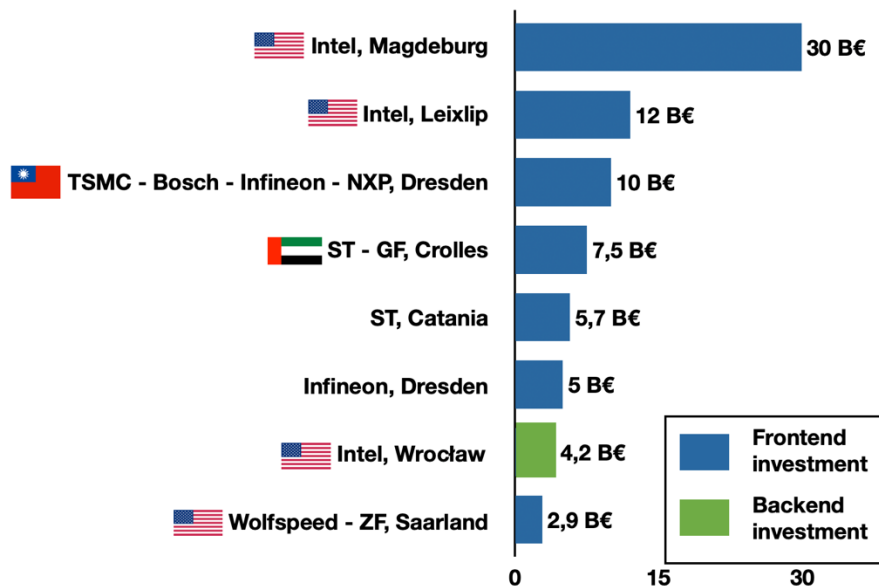 Intel, Magdeburg 30 B€
Intel, Leixlip 12 B€
TSMC - Bosch - Infineon - NXP, Dresden 10 B€
ST - GF, Crolles 7,5 B€
ST, Catania 5,7 B€
Infineon, Dresden 5 B€
Intel, Wrocław 4,2 B€
Wolfspeed - ZF, Saarland 2,9 B€
Frontend
investment
Backend
investment
0 15 30